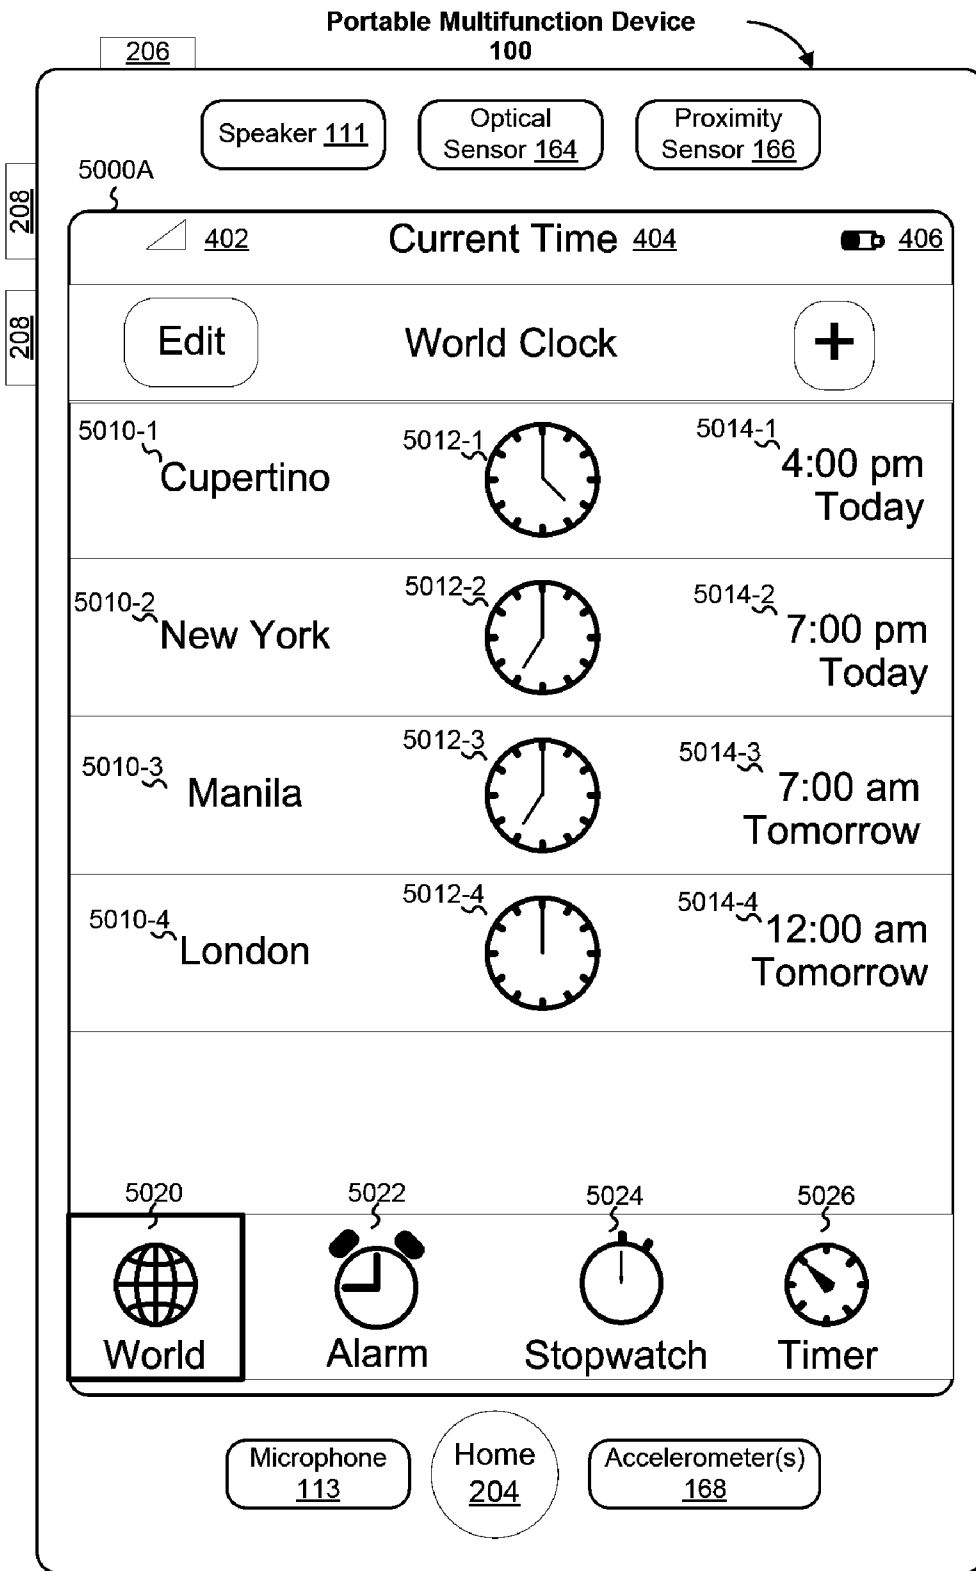 Portable Multifunction Device
100
206
Speaker 111
Optical
Sensor 164
Proximity
Sensor 166
5000A
208
402
Current Time 404
406
208
Edit
World Clock
+
5010-1
Cupertino
5012-1
5014-1
4:00 pm
Today
5010-2
New York
5012-2
5014-2
7:00 pm
Today
5010-3
Manila
5012-3
5014-3
7:00 am
Tomorrow
5010-4
London
5012-4
5014-4
12:00 am
Tomorrow
5020
5022
5024
5026
World
Alarm
Stopwatch
Timer
Microphone
113
Home
204
Accelerometer(s)
168